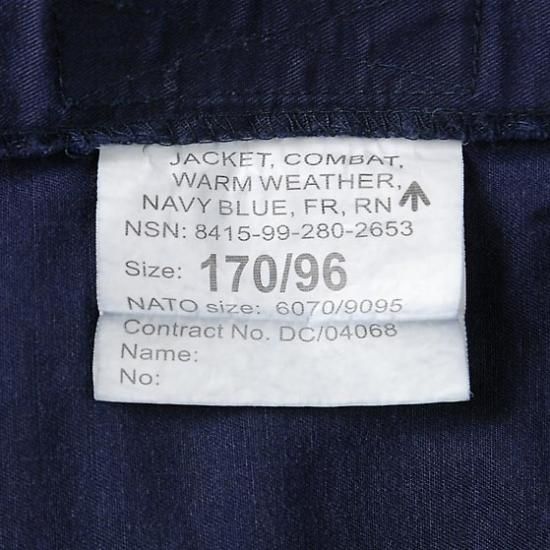 JACKET, COMBAT,
WARM WEATHER,
NAVY BLUE, FR, RN
NSN: 8415-99-280-2653
Size: 170/96
NATO size: 6070/9095
Contract No. DC/04068
Name:
No: